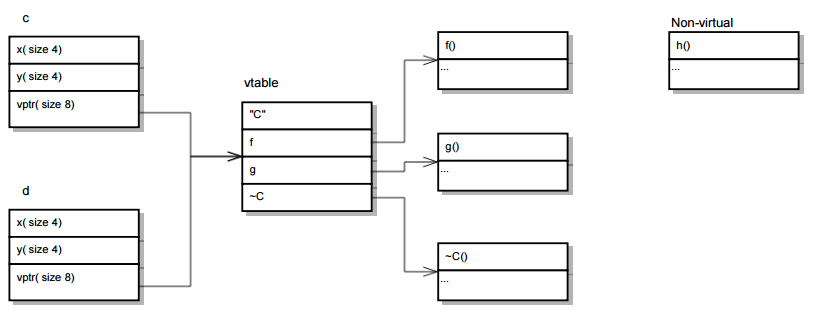 c
x( size 4)
y( size 4)
vptr( size 8)
d
x( size 4)
y( size 4)
vptr( size 8)
vtable
"C"
f
g
~C
f()
...
g()
...
~C()
...
Non-virtual
h()
...